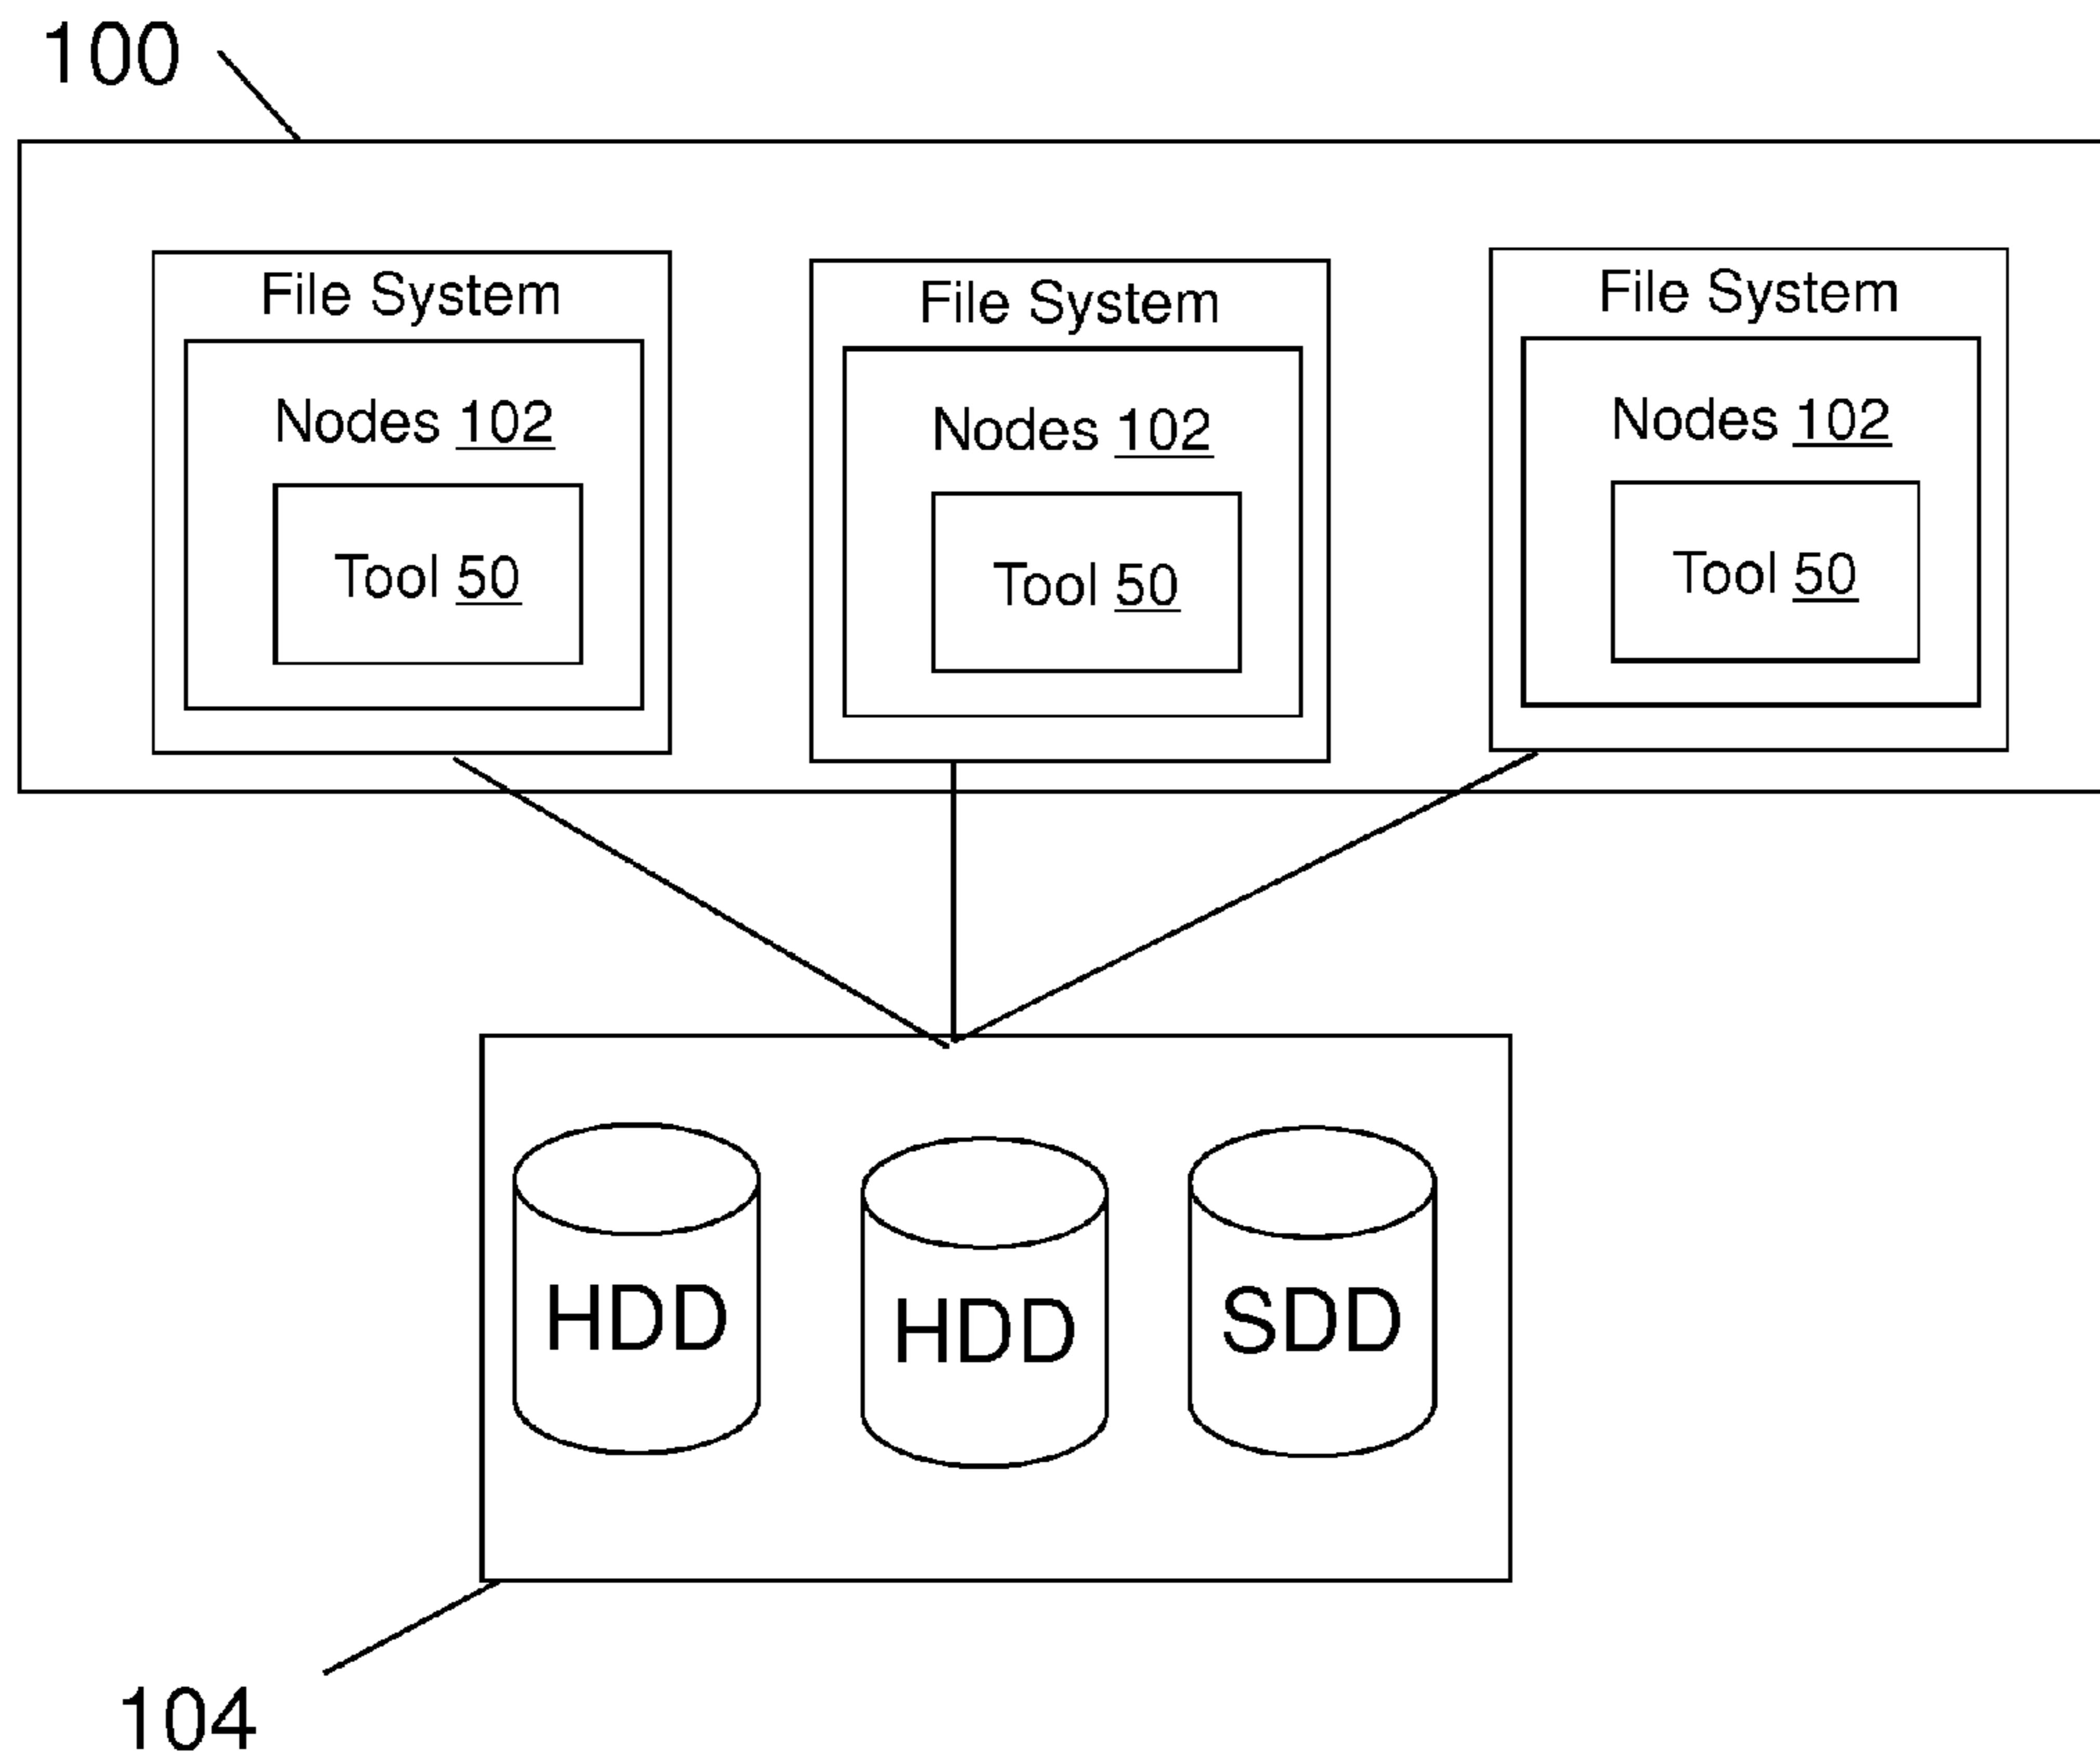 100
File System
File System
File System
Nodes 102
Nodes 102
Nodes 102
Tool 50
Tool 50
Tool 50
HDD
HDD
SDD
104